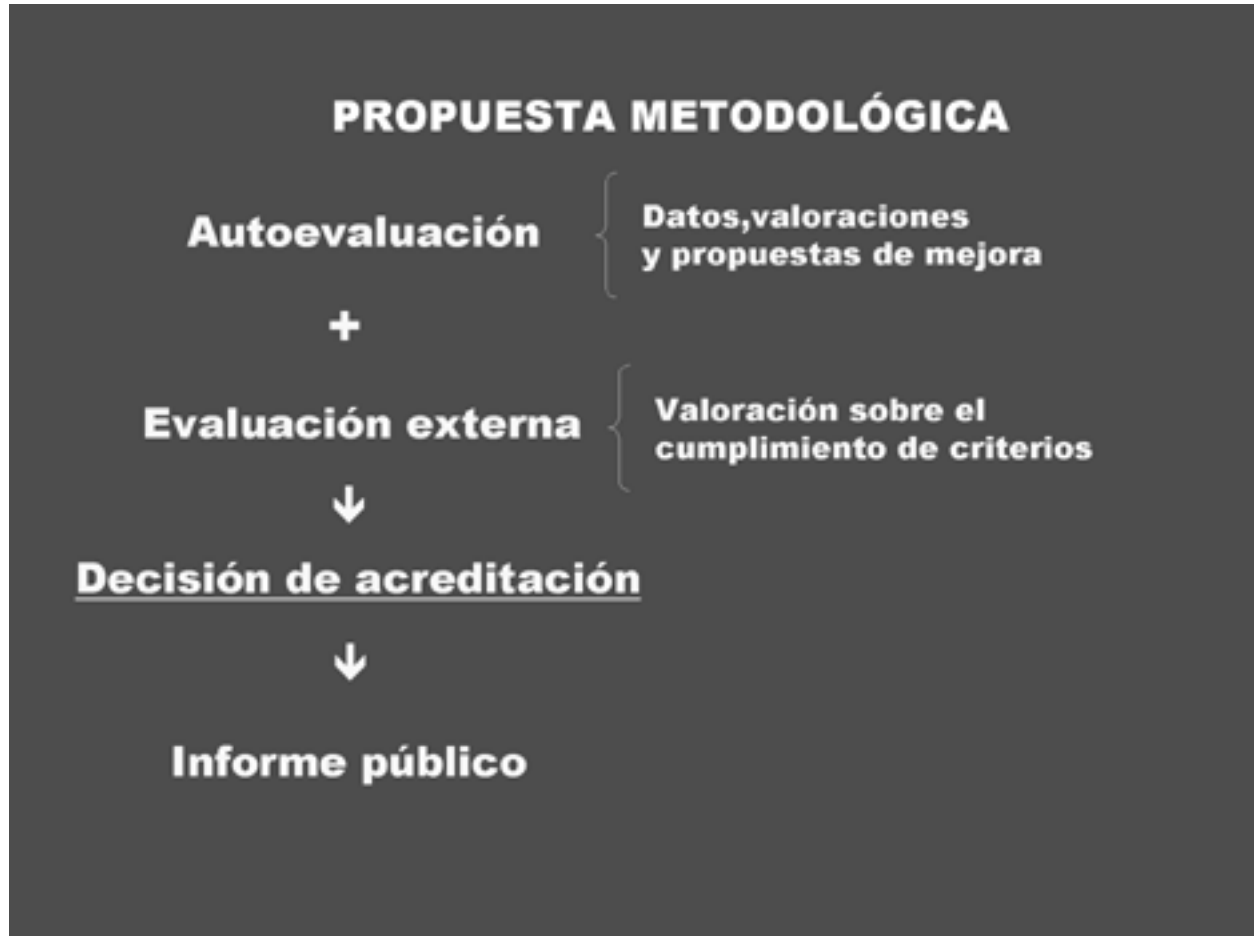 PROPUESTA METODOLÓGICA
Autoevaluación
Datos,valoraciones
y propuestas de mejora
+
Evaluación externa
Valoración sobre el
cumplimiento de criterios
↓
Decisión de acreditación
↓
Informe público